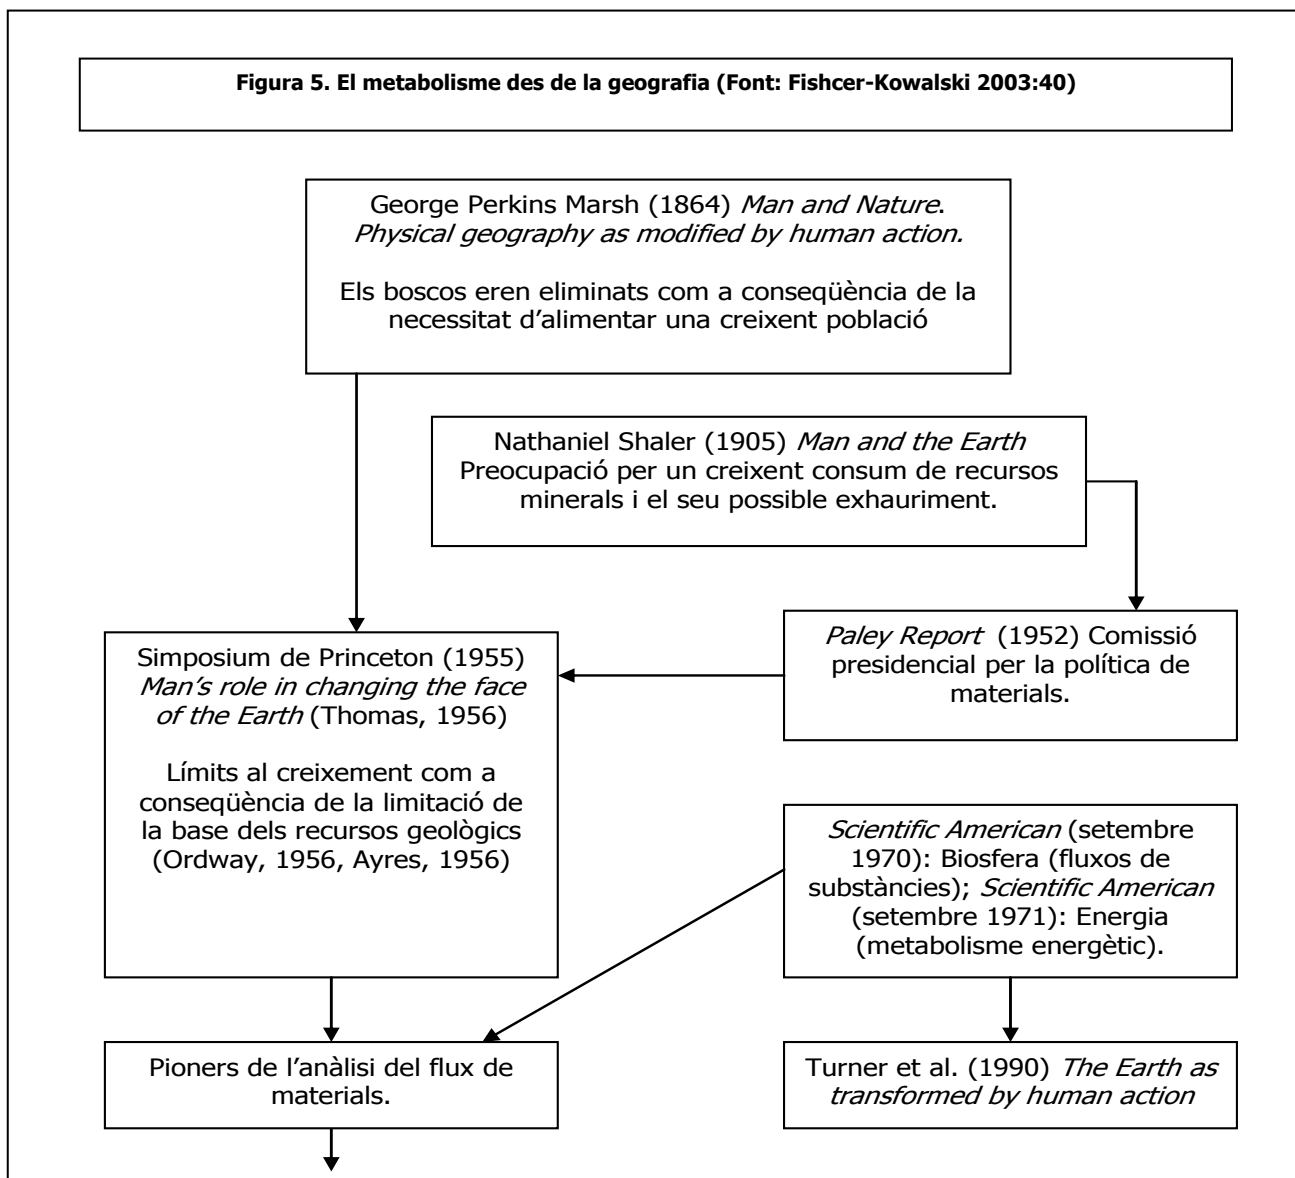 Figura 5. El metabolisme des de la geografia (Font: Fishcer-Kowalski 2003:40)
George Perkins Marsh (1864) Man and Nature.
Physical geography as modified by human action.
Els boscos eren eliminats com a conseqüència de la
necessitat d’alimentar una creixent població
Nathaniel Shaler (1905) Man and the Earth
Preocupació per un creixent consum de recursos
minerals i el seu possible exhauriment.
Paley Report (1952) Comissió
presidencial per la política de
materials.
Simposium de Princeton (1955)
Man’s role in changing the face
of the Earth (Thomas, 1956)
Límits al creixement com a
conseqüència de la limitació de
la base dels recursos geològics
(Ordway, 1956, Ayres, 1956)
Scientific American (setembre
1970): Biosfera (fluxos de
substàncies); Scientific American
(setembre 1971): Energia
(metabolisme energètic).
Pioners de l’anàlisi del flux de
materials.
Turner et al. (1990) The Earth as
transformed by human action